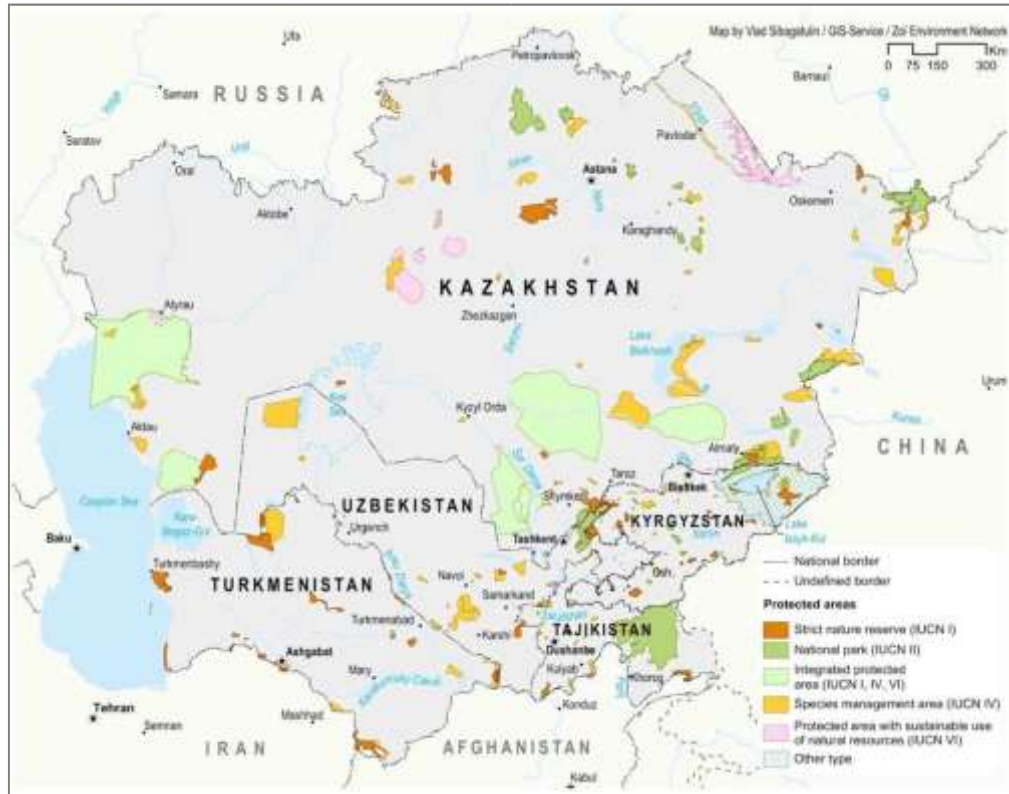 Map by Vlad Sibagatulin / GIS-Service / Zoi Environment Network
Km
0 75 150 300
Ufa
Petropavlovsk
Barnaul
Samara
RUSSIA
Pavlodar
Saratov
Ural
Oral
Astana
Aktobe
Oskemen
Karaghandy
KAZAKHSTAN
Atyrau
Zhezkazgan
Lake
Balkhash
Kyzyl Orda
Aktau
CHINA
Almaty
Taraz
Caspian Sea
UZBEKISTAN
Shymkent
Bishkek
KYRGYZSTAN
Kara-
Bogaz-Gol
Urgench
Tashkent
Naryn
Lake
Issyk-Kul
Baku
Turkmenbashy
Osh
TURKMENISTAN
Navoi
Samarkand
TAJIKISTAN
Turkmenabad
Karshi
Dushanbe
Ashgabat
Mary
Kulyab
Khorog
Karakumsky Canal
Konduz
Tehran
Semnan
Mashhad
IRAN
AFGHANISTAN
Kabul
National border
Undefined border
Protected areas
Strict nature reserve (IUCN I)
National park (IUCN II)
Integrated protected
area (IUCN I, IV, VI)
Species management area (IUCN IV)
Protected area with sustainable use
of natural resources (IUCN VI)
Other type